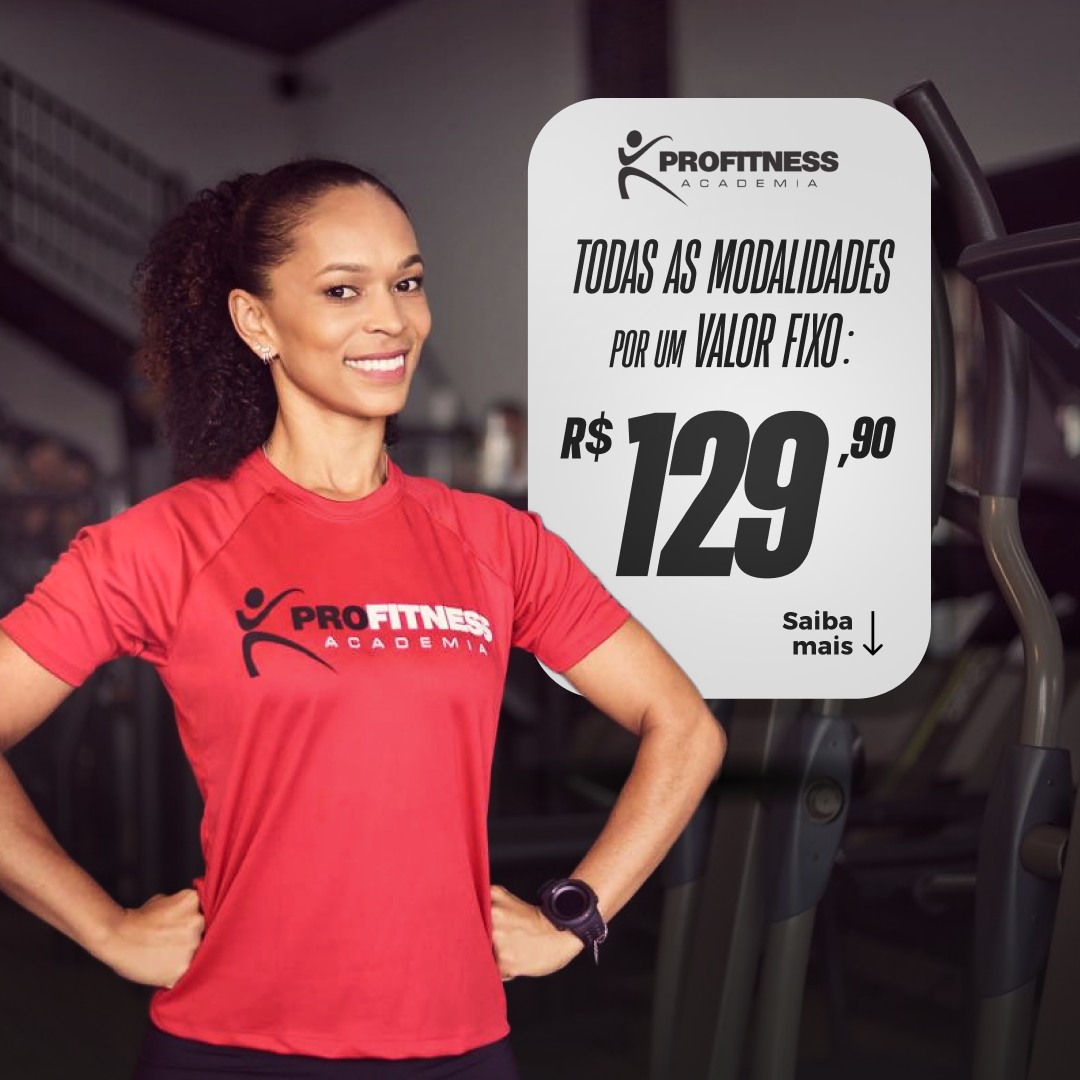 PROFITNESS
ACADEMIA
TODAS AS MODALIDADES
POR UM VALOR FIXO:
R$ 129,90
Saiba
mais ↓
PROFITNESS
ACADEMIA